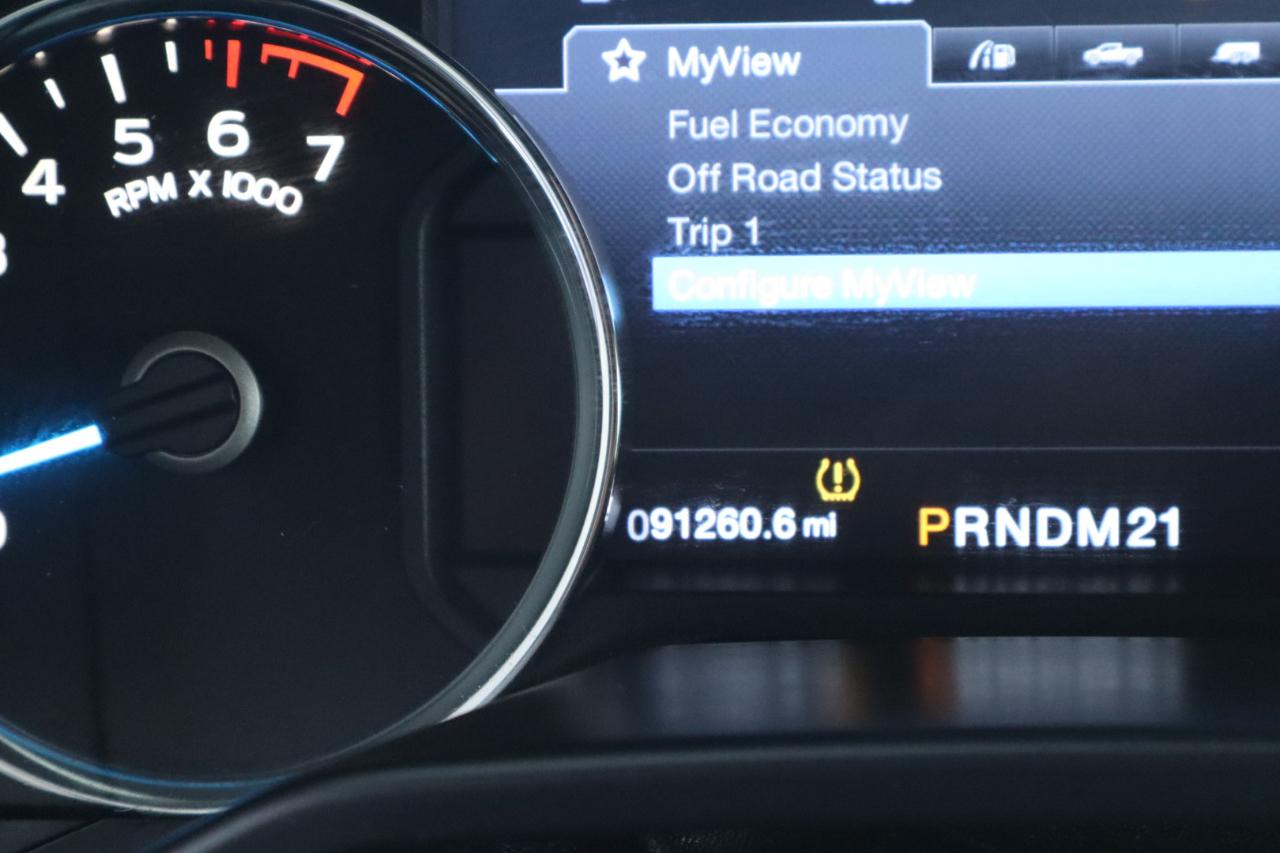 MyView
Fuel Economy
Off Road Status
Trip 1
Configure MyView
4 5 6 7
RPM X 1000
091260.6 mi
PRNDM21